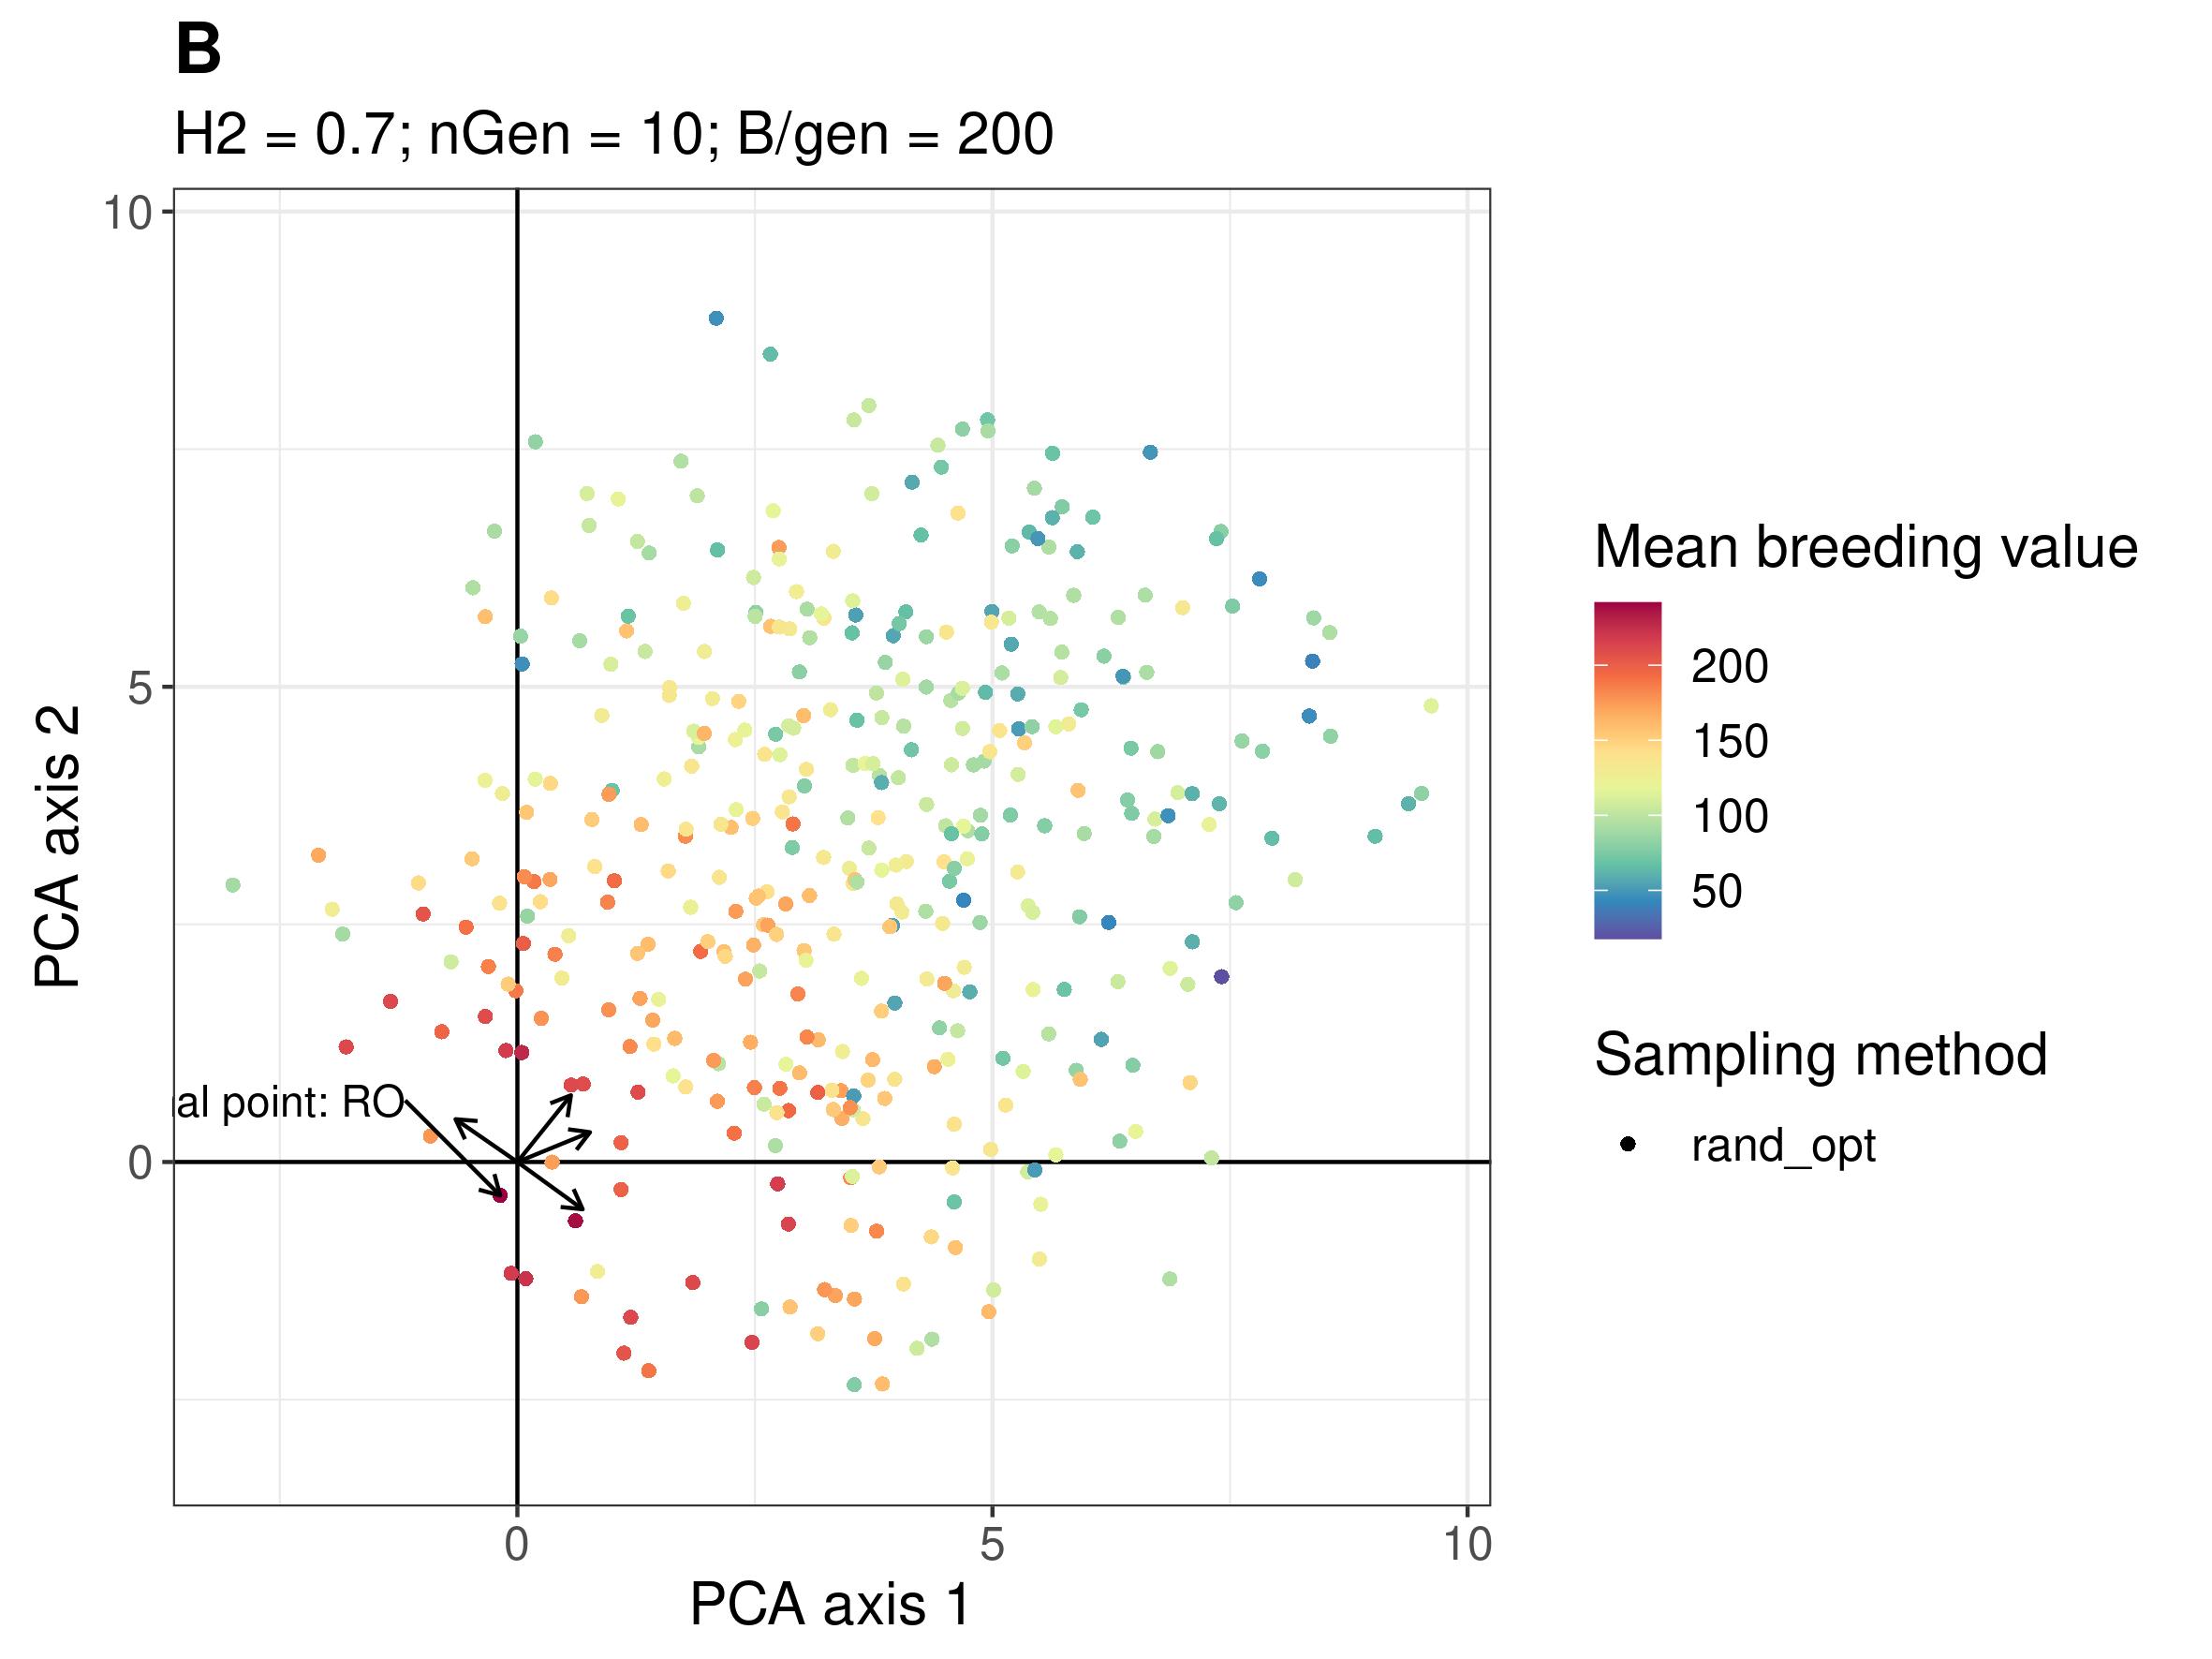 B
H2 = 0.7; nGen = 10; B/gen = 200
10
5
0
PCA axis 2
al point: RO
0
5
10
PCA axis 1
Mean breeding value
200
150
100
50
Sampling method
rand_opt